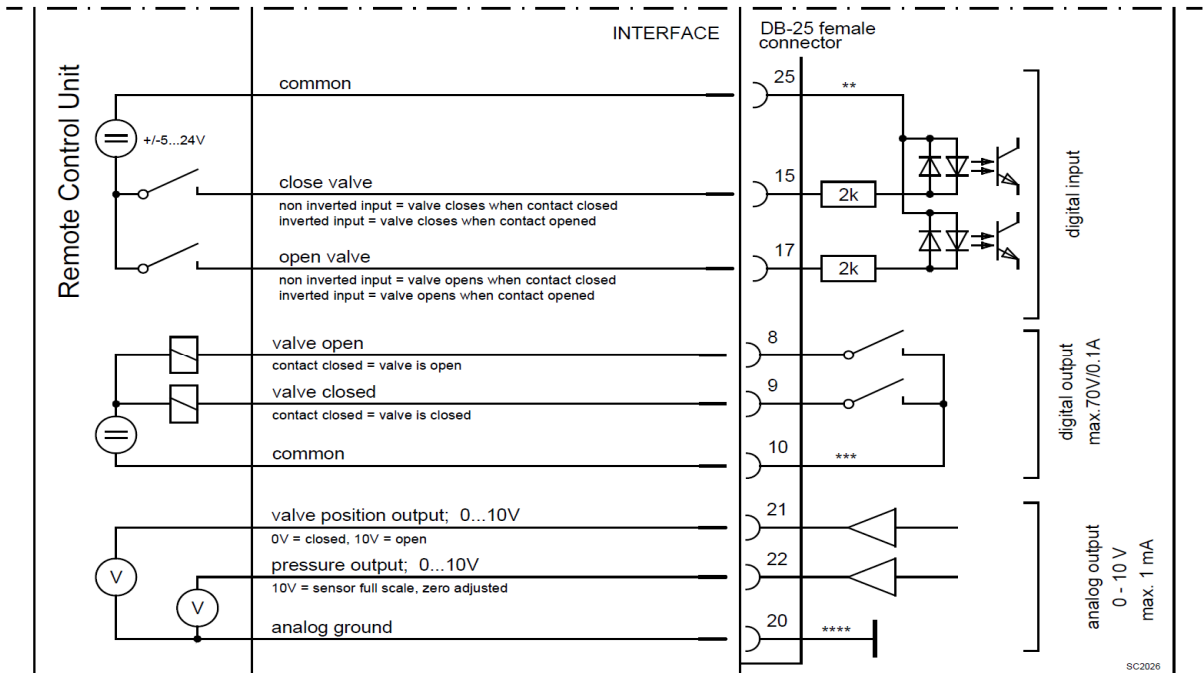 INTERFACE
DB-25 female
connector
Remote Control Unit
common
25
**
+/-5...24V
close valve
15
2k
non inverted input = valve closes when contact closed
inverted input = valve closes when contact opened
open valve
17
2k
non inverted input = valve opens when contact closed
inverted input = valve opens when contact opened
digital input
valve open
8
contact closed = valve is open
valve closed
9
contact closed = valve is closed
common
10
***
digital output
max.70V/0.1A
valve position output; 0...10V
21
0V = closed, 10V = open
pressure output; 0...10V
22
10V = sensor full scale, zero adjusted
V
V
analog ground
20
****
analog output
0 - 10 V
max. 1 mA
SC2026